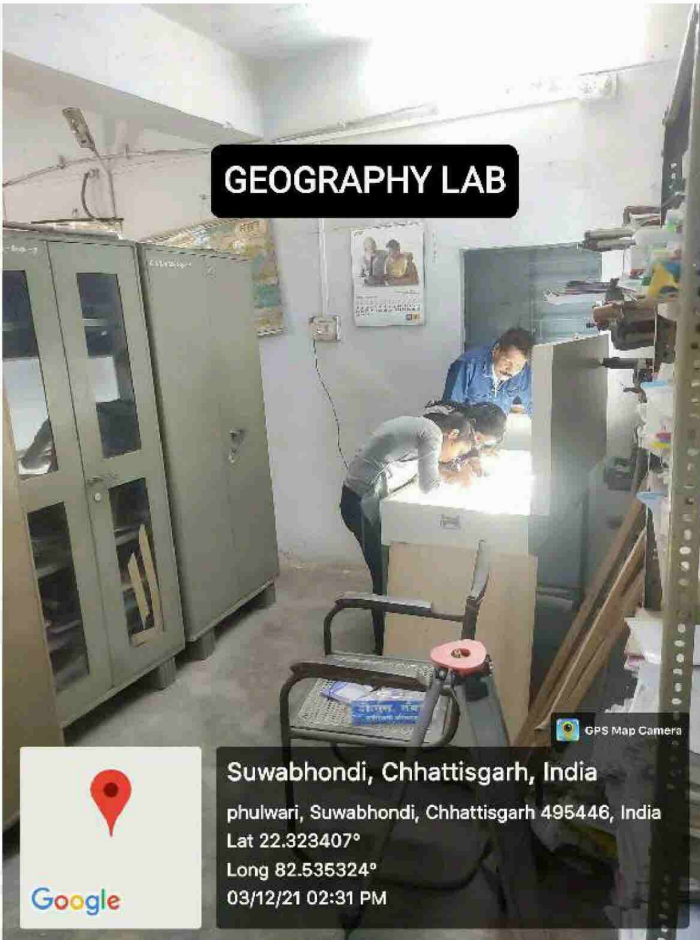 GEOGRAPHY LAB
GPS Map Camera
Suwabhondi, Chhattisgarh, India
phulwari, Suwabhondi, Chhattisgarh 495446, India
Lat 22.323407°
Long 82.535324°
03/12/21 02:31 PM
Google